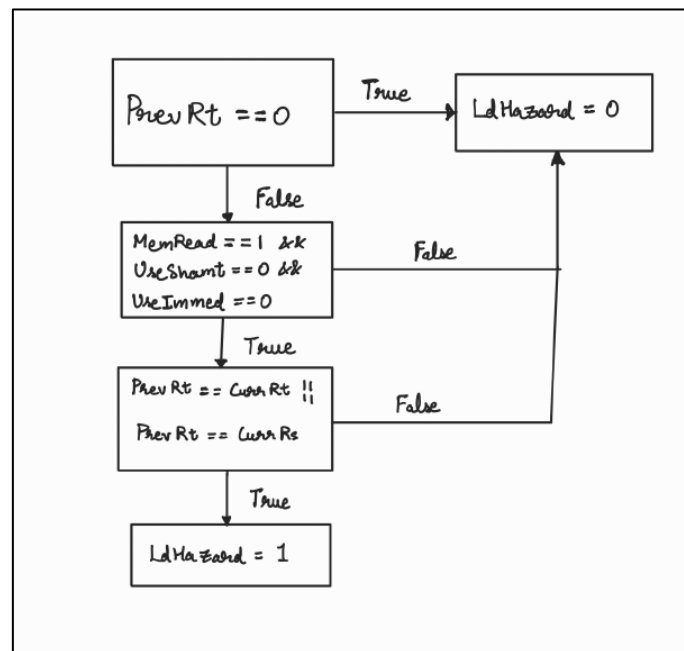 PrevRt ==0
True
LdHazard = 0
False
MemRead ==1 &&
UseShamt ==0 &&
UseImmed ==0
False
True
PrevRt == CurrRt ||
PrevRt == CurrRs
False
True
LdHazard = 1